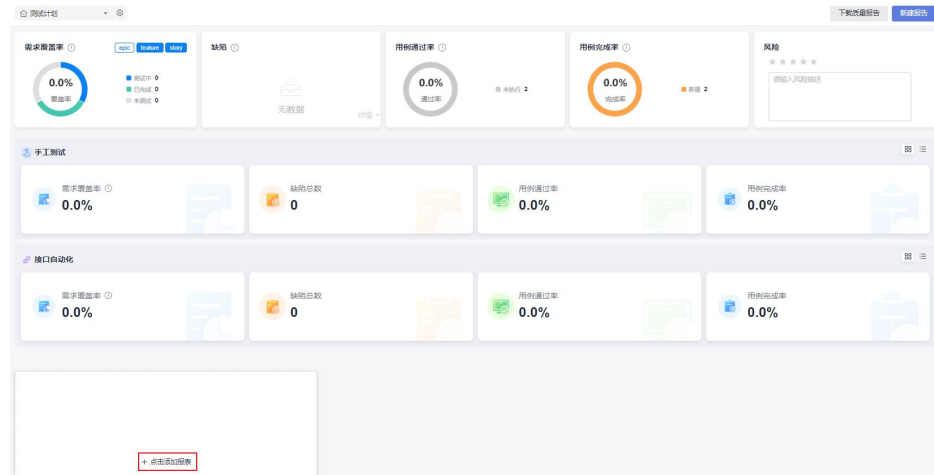 测试计划
下载质量报告 新建报告
需求覆盖率 epic feature story
0.0%
覆盖率
测试中 0
已完成 0
未测试 0
缺陷
无数据
详情
用例通过率
0.0%
通过率
未执行 2
用例完成率
0.0%
完成率
新建 2
风险
请输入风险描述
手工测试
需求覆盖率
0.0%
缺陷总数
0
用例通过率
0.0%
用例完成率
0.0%
接口自动化
需求覆盖率
0.0%
缺陷总数
0
用例通过率
0.0%
用例完成率
0.0%
+ 点击添加报表